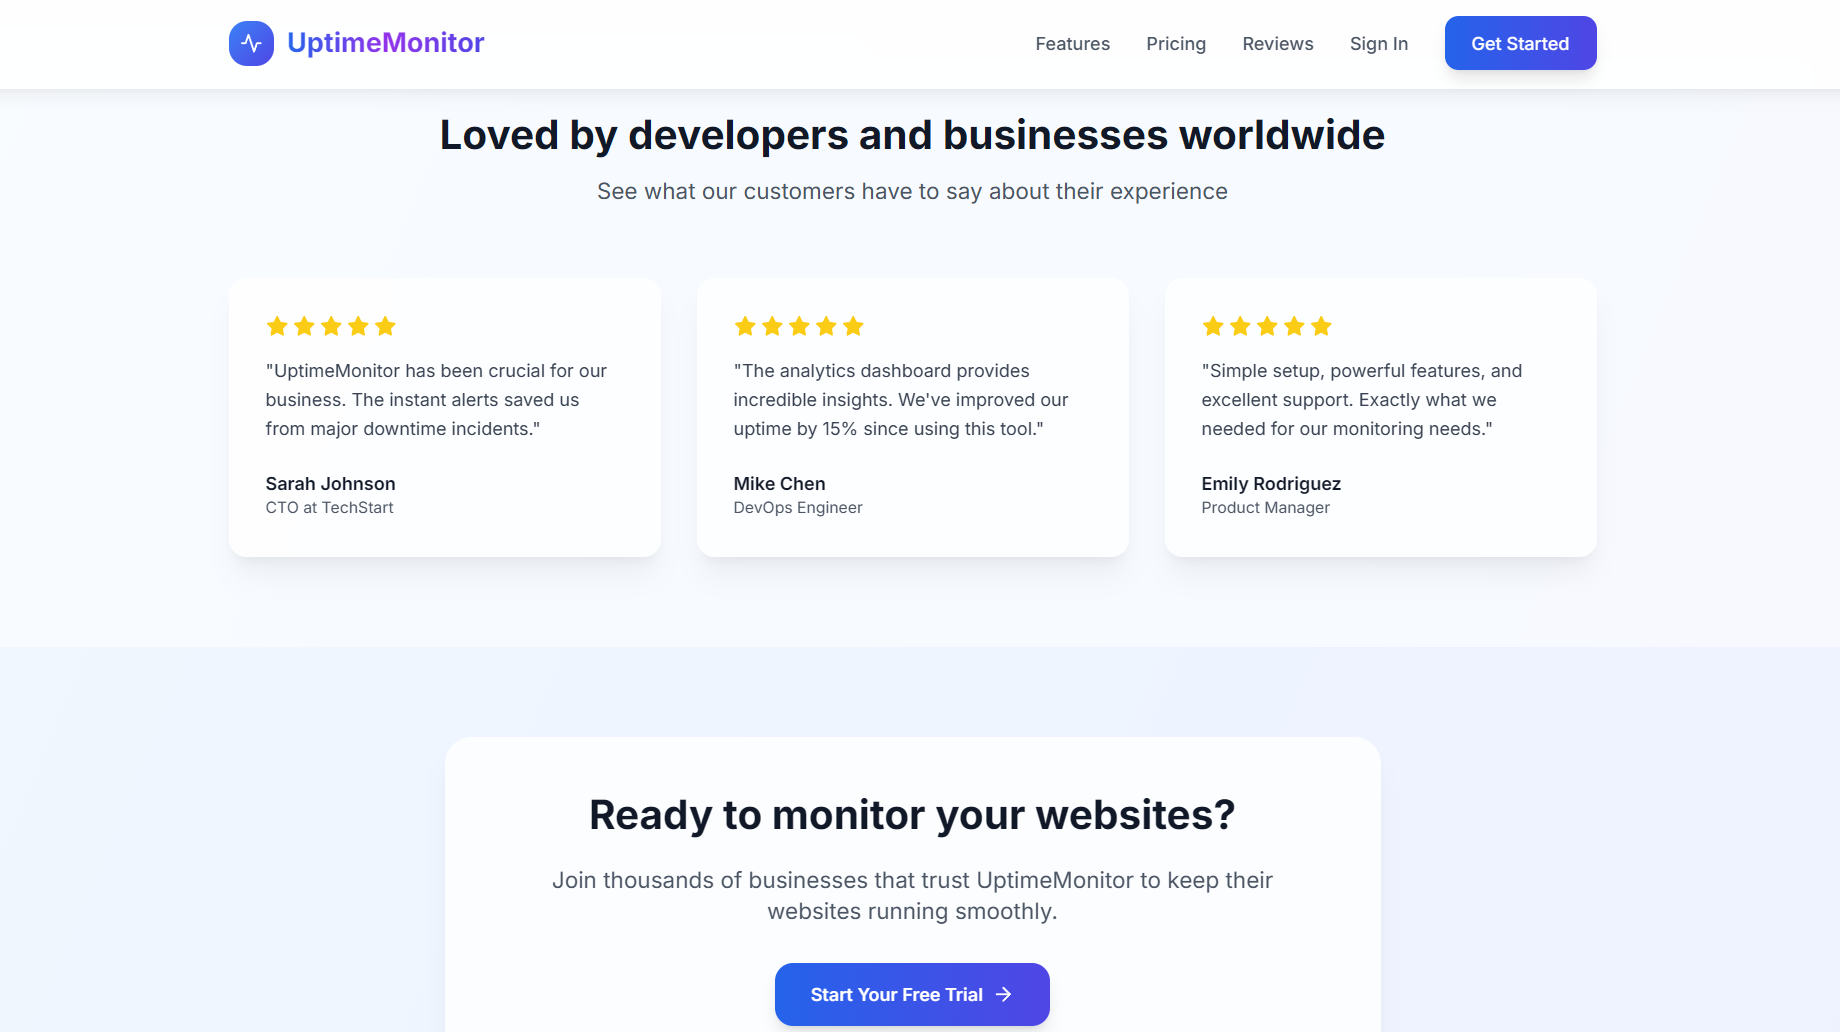 UptimeMonitor
Features
Pricing
Reviews
Sign In
Get Started
Loved by developers and businesses worldwide
See what our customers have to say about their experience
"UptimeMonitor has been crucial for our
business. The instant alerts saved us
from major downtime incidents."
Sarah Johnson
CTO at TechStart
"The analytics dashboard provides
incredible insights. We've improved our
uptime by 15% since using this tool."
Mike Chen
DevOps Engineer
"Simple setup, powerful features, and
excellent support. Exactly what we
needed for our monitoring needs."
Emily Rodriguez
Product Manager
Ready to monitor your websites?
Join thousands of businesses that trust UptimeMonitor to keep their
websites running smoothly.
Start Your Free Trial